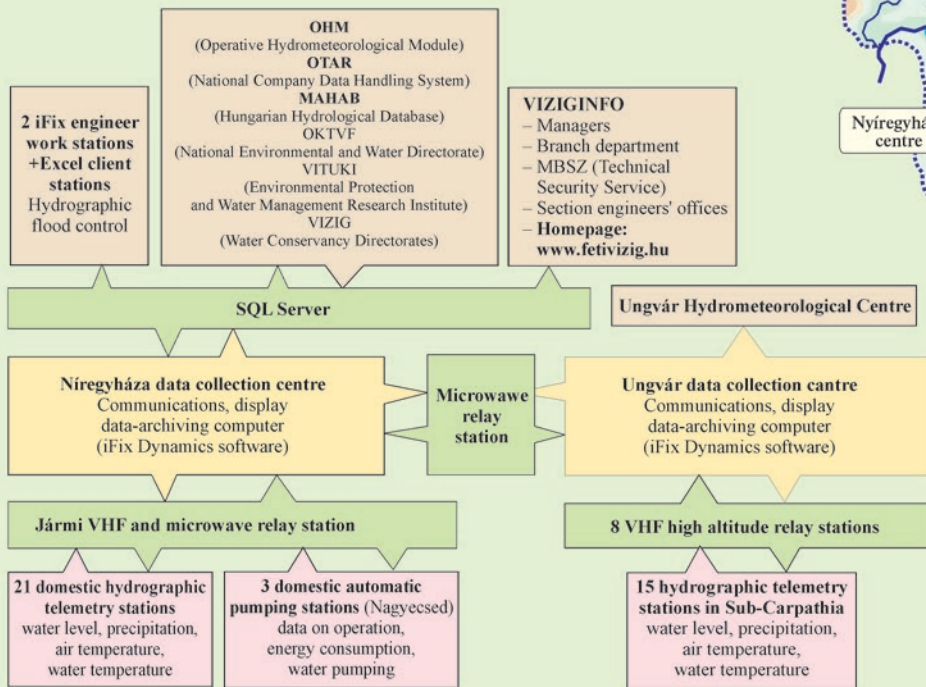 OHM
(Operative Hydrometeorological Module)
OTAR
(National Company Data Handling System)
MAHAB
(Hungarian Hydrological Database)
OKTVF
(National Environmental and Water Directorate)
VITUKI
(Environmental Protection
and Water Management Research Institute)
VIZIG
(Water Conservancy Directorates)
2 iFix engineer
work stations
+Excel client
stations
Hydrographic
flood control
VIZIGINFO
– Managers
– Branch department
– MBSZ (Technical
Security Service)
– Section engineers' offices
– Homepage:
www.fetivizig.hu
Nyíregyhá
centre
SQL Server
Ungvár Hydrometeorological Centre
Níregyháza data collection centre
Communications, display
data-archiving computer
(iFix Dynamics software)
Microwawe
relay
station
Ungvár data collection cantre
Communications, display
data-archiving computer
(iFix Dynamics software)
Jármi VHF and microwave relay station
8 VHF high altitude relay stations
21 domestic hydrographic
telemetry stations
water level, precipitation,
air temperature,
water temperature
3 domestic automatic
pumping stations (Nagyecsed)
data on operation,
energy consumption,
water pumping
15 hydrographic telemetry
stations in Sub-Carpathia
water level, precipitation,
air temperature,
water temperature